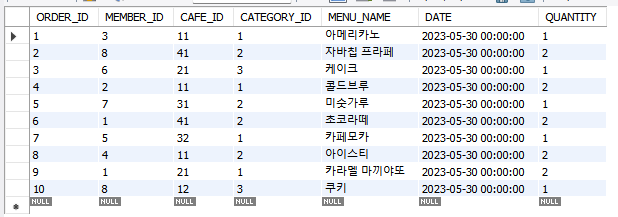 ORDER_ID MEMBER_ID CAFE_ID CATEGORY_ID MENU_NAME DATE QUANTITY
1 3 11 1 아메리카노 2023-05-30 00:00:00 1
2 8 41 2 자바칩 프라페 2023-05-30 00:00:00 2
3 6 21 3 케이크 2023-05-30 00:00:00 1
4 2 11 1 콜드브루 2023-05-30 00:00:00 2
5 7 31 2 미숫가루 2023-05-30 00:00:00 1
6 1 41 2 초코라떼 2023-05-30 00:00:00 2
7 5 32 1 카페모카 2023-05-30 00:00:00 1
8 4 11 2 아이스티 2023-05-30 00:00:00 2
9 1 21 1 카라멜 마끼야또 2023-05-30 00:00:00 2
10 8 12 3 쿠키 2023-05-30 00:00:00 1
NULL NULL NULL NULL NULL NULL NULL